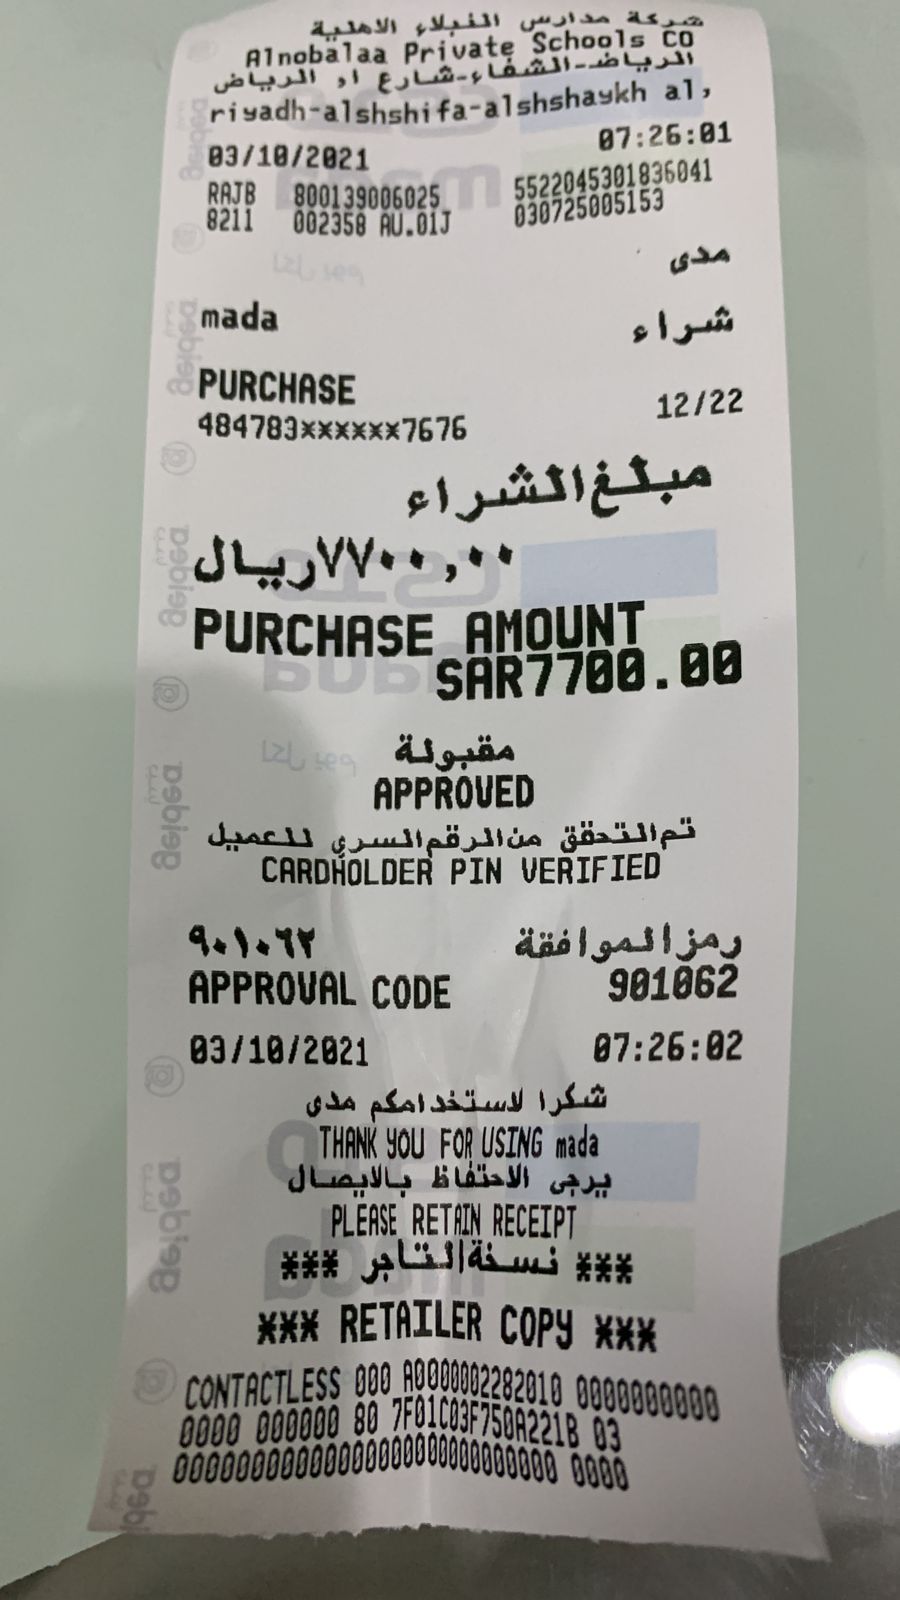 شركة مدارس النبلاء الاهلية
Alnobalaa Private Schools CO
الرياض-الشفاء-شارع ا, الرياض
riyadh-alshshifa-alshshaykh al,
03/10/2021 07:26:01
RAJB 800139006025 5522045301836041
8211 002358 AU.01J 030725005153
مدى
mada
شراء
PURCHASE
484783******7676 12/22
مبلغ الشراء
٧٧٠٠,٠٠ ريال
PURCHASE AMOUNT
SAR7700.00
مقبولة
APPROVED
تم التحقق من الرقم السري للعميل
CARDHOLDER PIN VERIFIED
رمز الموافقة ٩٠١٠٦٢
APPROVAL CODE 901062
03/10/2021 07:26:02
شكرا لاستخدامكم مدى
THANK YOU FOR USING mada
يرجى الاحتفاظ بالايصال
PLEASE RETAIN RECEIPT
*** نسخة التاجر ***
*** RETAILER COPY ***
CONTACTLESS 000 A0000002282010 0000000000
0000 000000 80 7F01C03F750A221B 03
0000
geidea